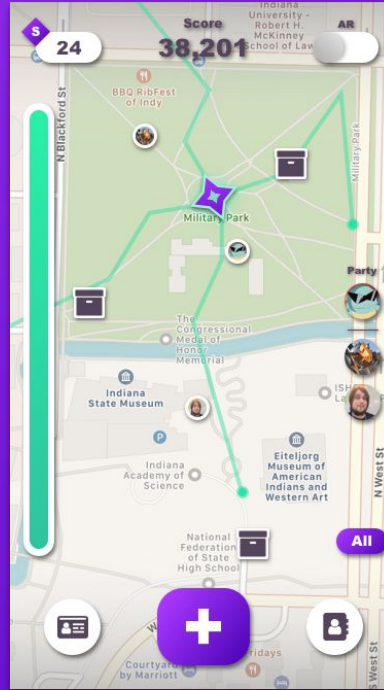 Indiana
University -
Robert H.
McKinney
School of Law
Score
AR
S
24
38,201
BBQ RibFest
of Indy
N Blackford St
Military Park
Military Park
Party
The
Congressional
Medal of
Honor
Memorial
Indiana
State Museum
P
ISH
Indiana
Academy of
Science
Eiteljorg
Museum of
American
Indians and
Western Art
N West St
National
Federation
of State
High School
All
Courtyard
by Marriott
ridays
S West St